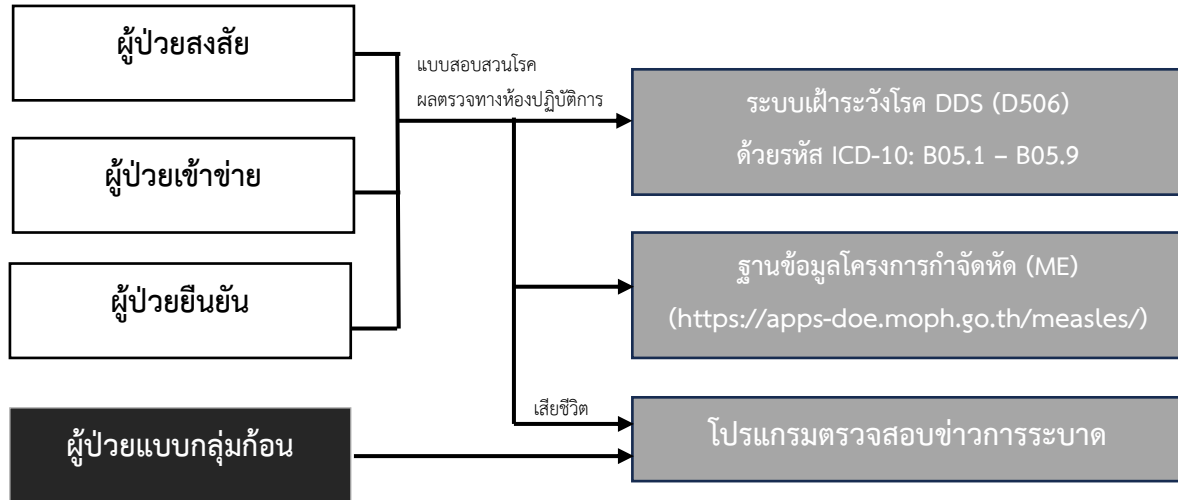 ผู้ป่วยสงสัย
ผู้ป่วยเข้าข่าย
ผู้ป่วยยืนยัน
ผู้ป่วยแบบกลุ่มก้อน
แบบสอบสวนโรค
ผลตรวจทางห้องปฏิบัติการ
เสียชีวิต
ระบบเฝ้าระวังโรค DDS (D506)
ด้วยรหัส ICD-10: B05.1 – B05.9
ฐานข้อมูลโครงการกำจัดหัด (ME)
(https://apps-doe.moph.go.th/measles/)
โปรแกรมตรวจสอบข่าวการระบาด